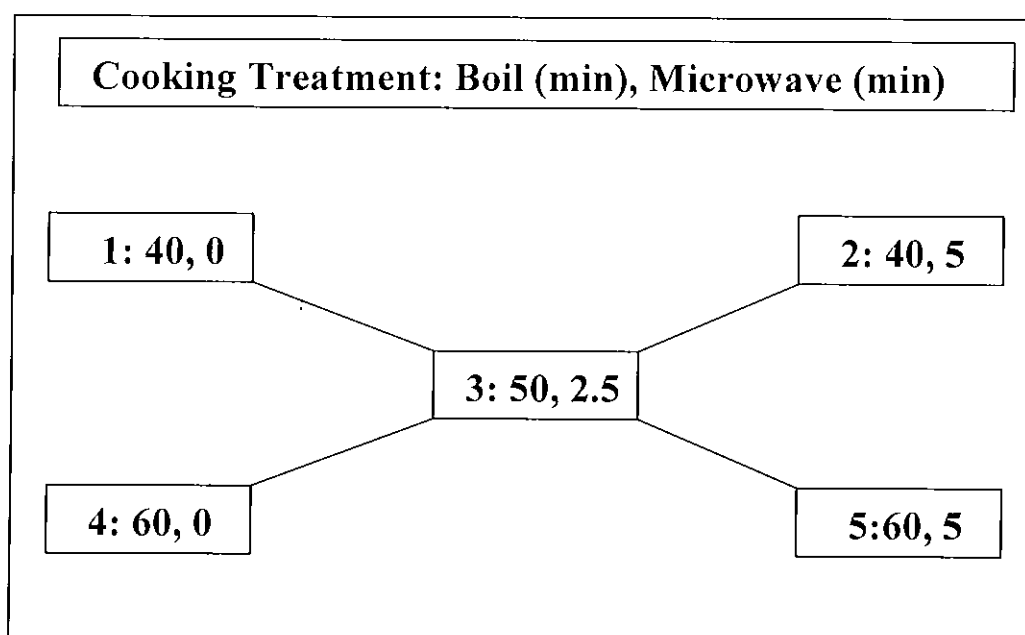 Cooking Treatment: Boil (min), Microwave (min)
1: 40, 0
2: 40, 5
3: 50, 2.5
4: 60, 0
5:60, 5